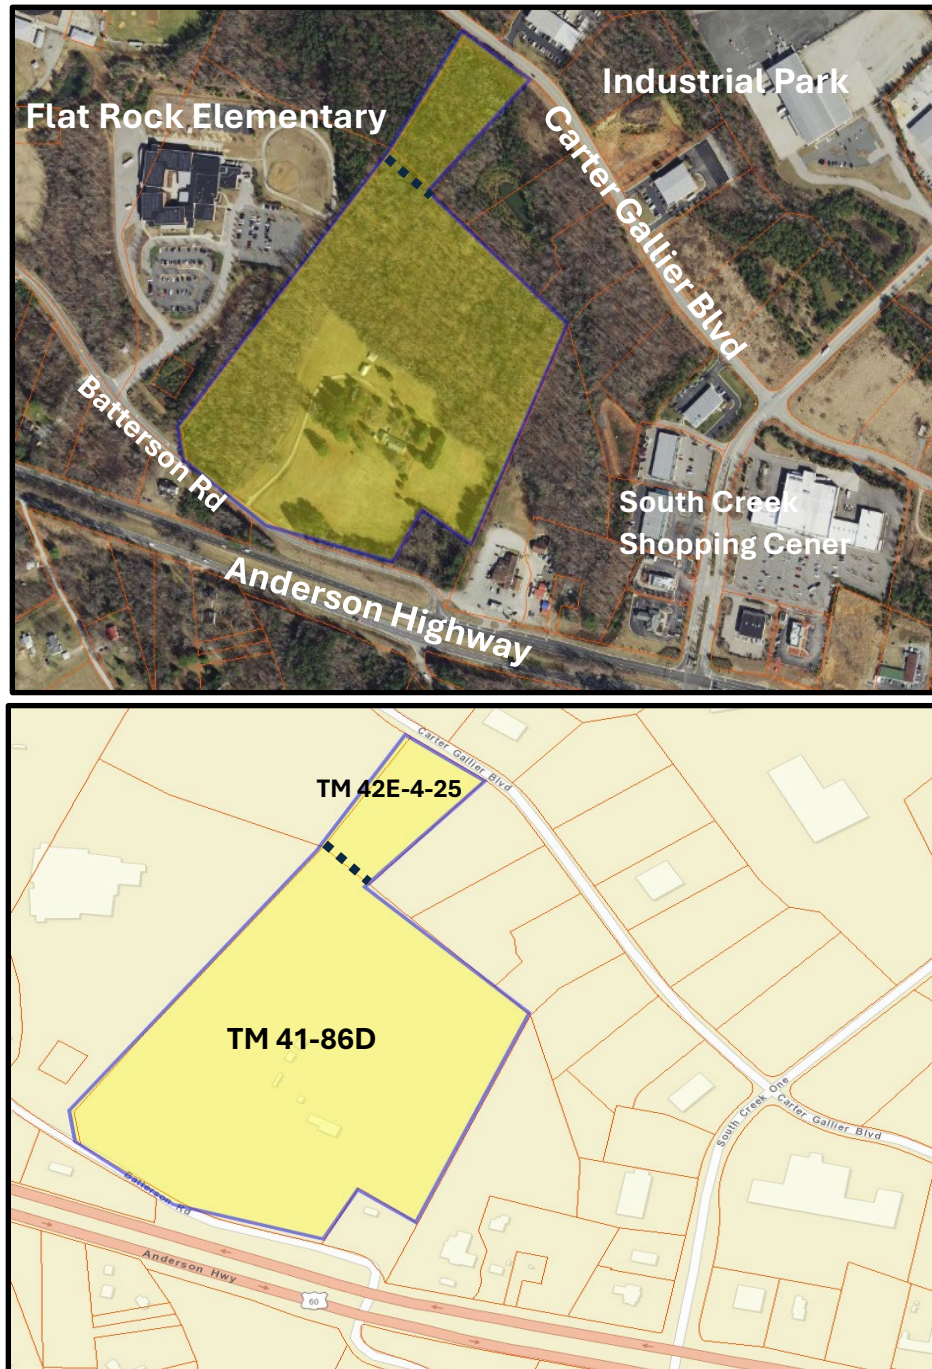 Industrial Park
Flat Rock Elementary
Carter Gallier Blvd
Batterson Rd
South Creek
Shopping Cener
Anderson Highway
Carter Gallier Blvd
TM 42E-4-25
TM 41-86D
South Creek One
Carter Gallier Blvd
Batterson Rd
Anderson Hwy
60